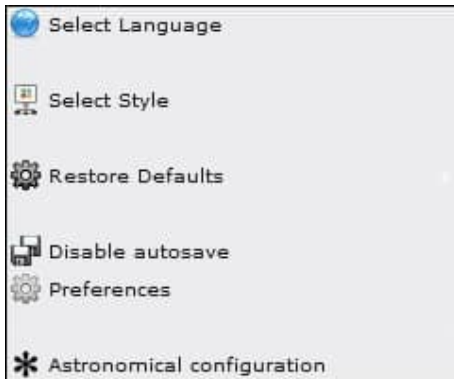 Select Language
Select Style
Restore Defaults
Disable autosave
Preferences
Astronomical configuration